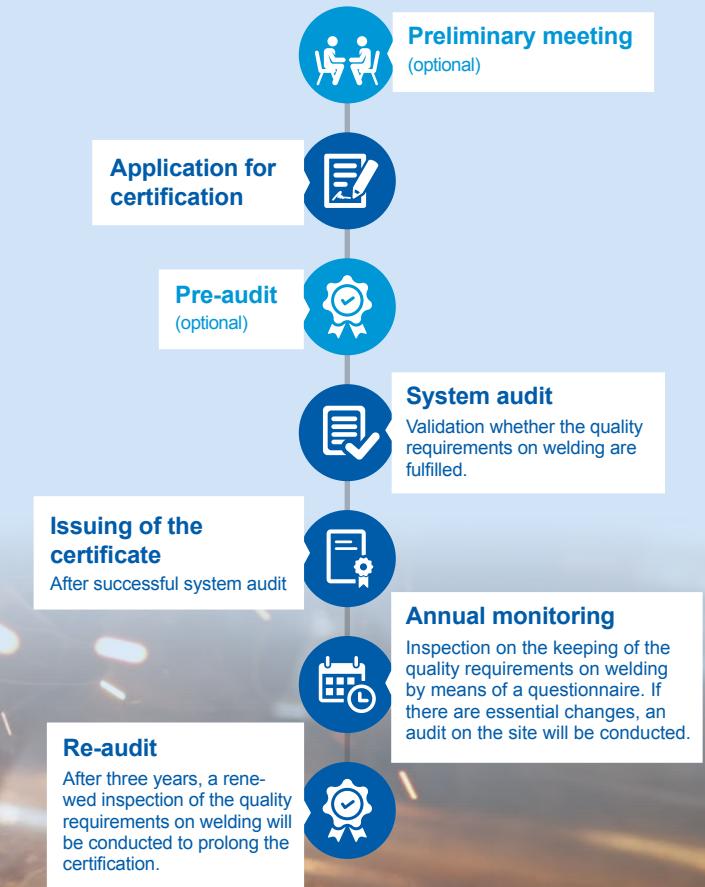 Preliminary meeting
(optional)
Application for
certification
Pre-audit
(optional)
System audit
Validation whether the quality
requirements on welding are
fulfilled.
Issuing of the
certificate
After successful system audit
Annual monitoring
Inspection on the keeping of the
quality requirements on welding
by means of a questionnaire. If
there are essential changes, an
audit on the site will be conducted.
Re-audit
After three years, a rene-
wed inspection of the quality
requirements on welding will
be conducted to prolong the
certification.